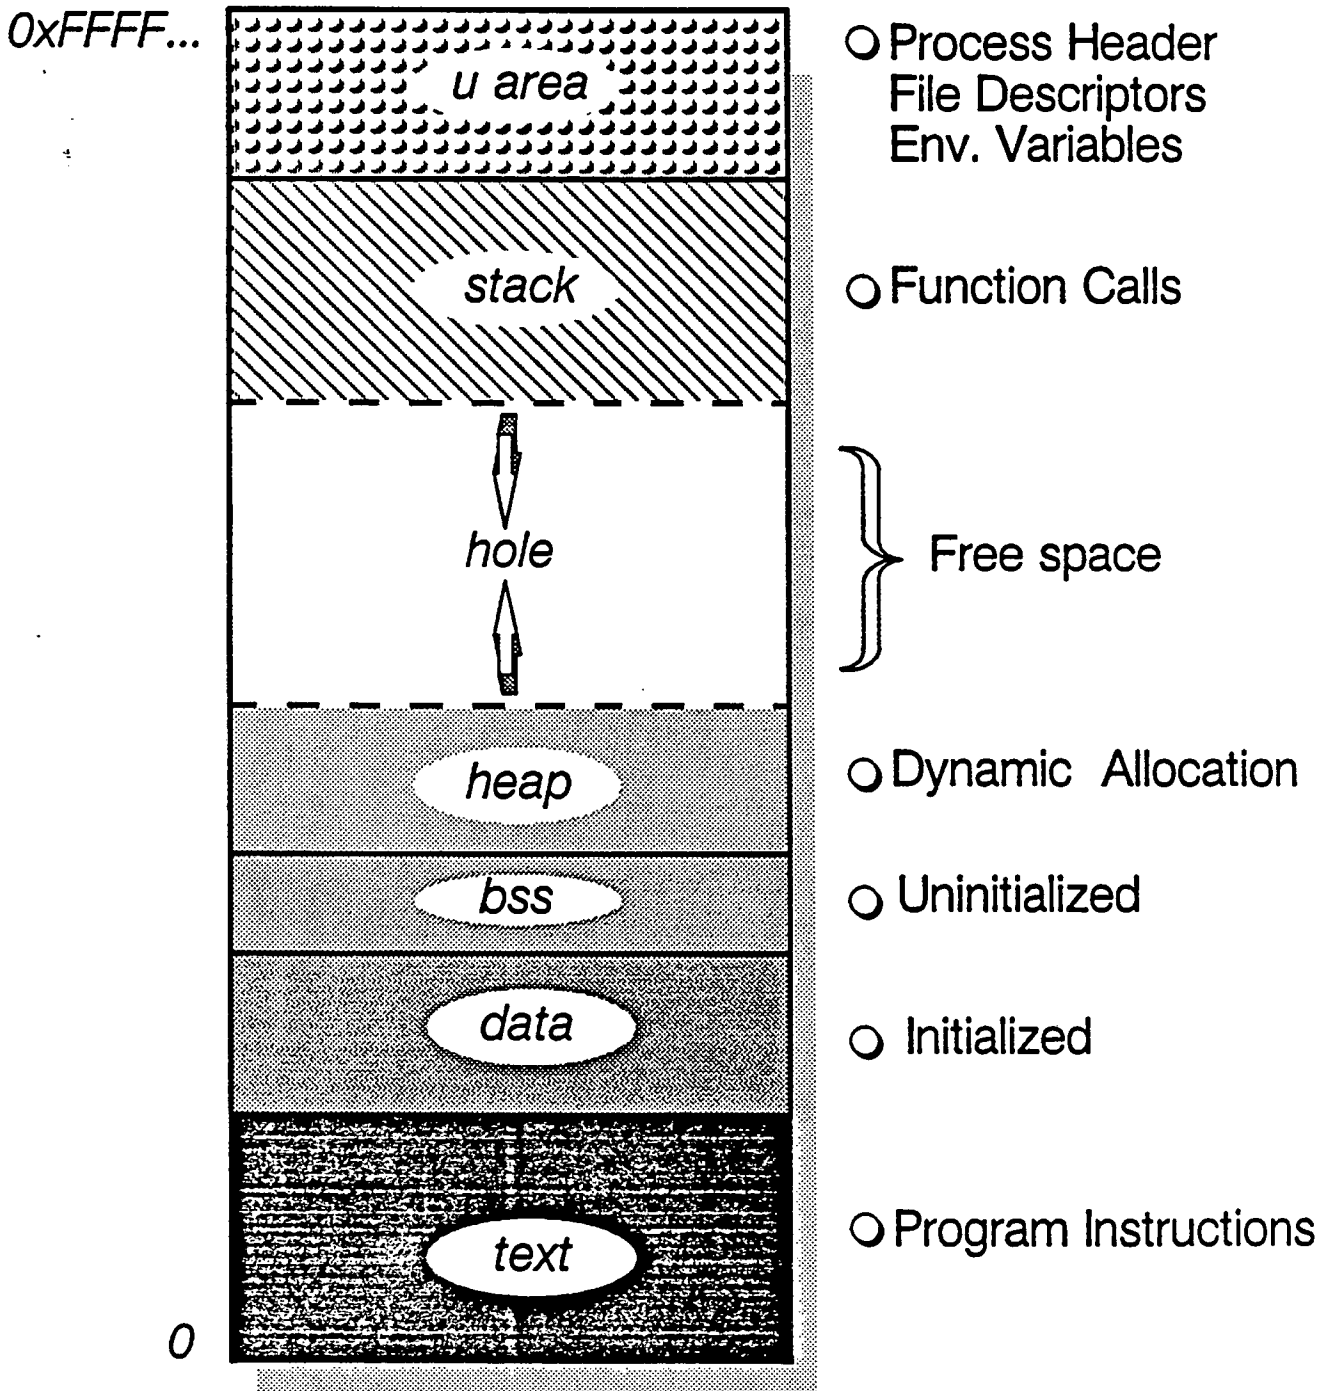 0xFFFF...
u area
Process Header
File Descriptors
Env. Variables
stack
Function Calls
hole
Free space
heap
Dynamic Allocation
bss
Uninitialized
data
Initialized
text
Program Instructions
0